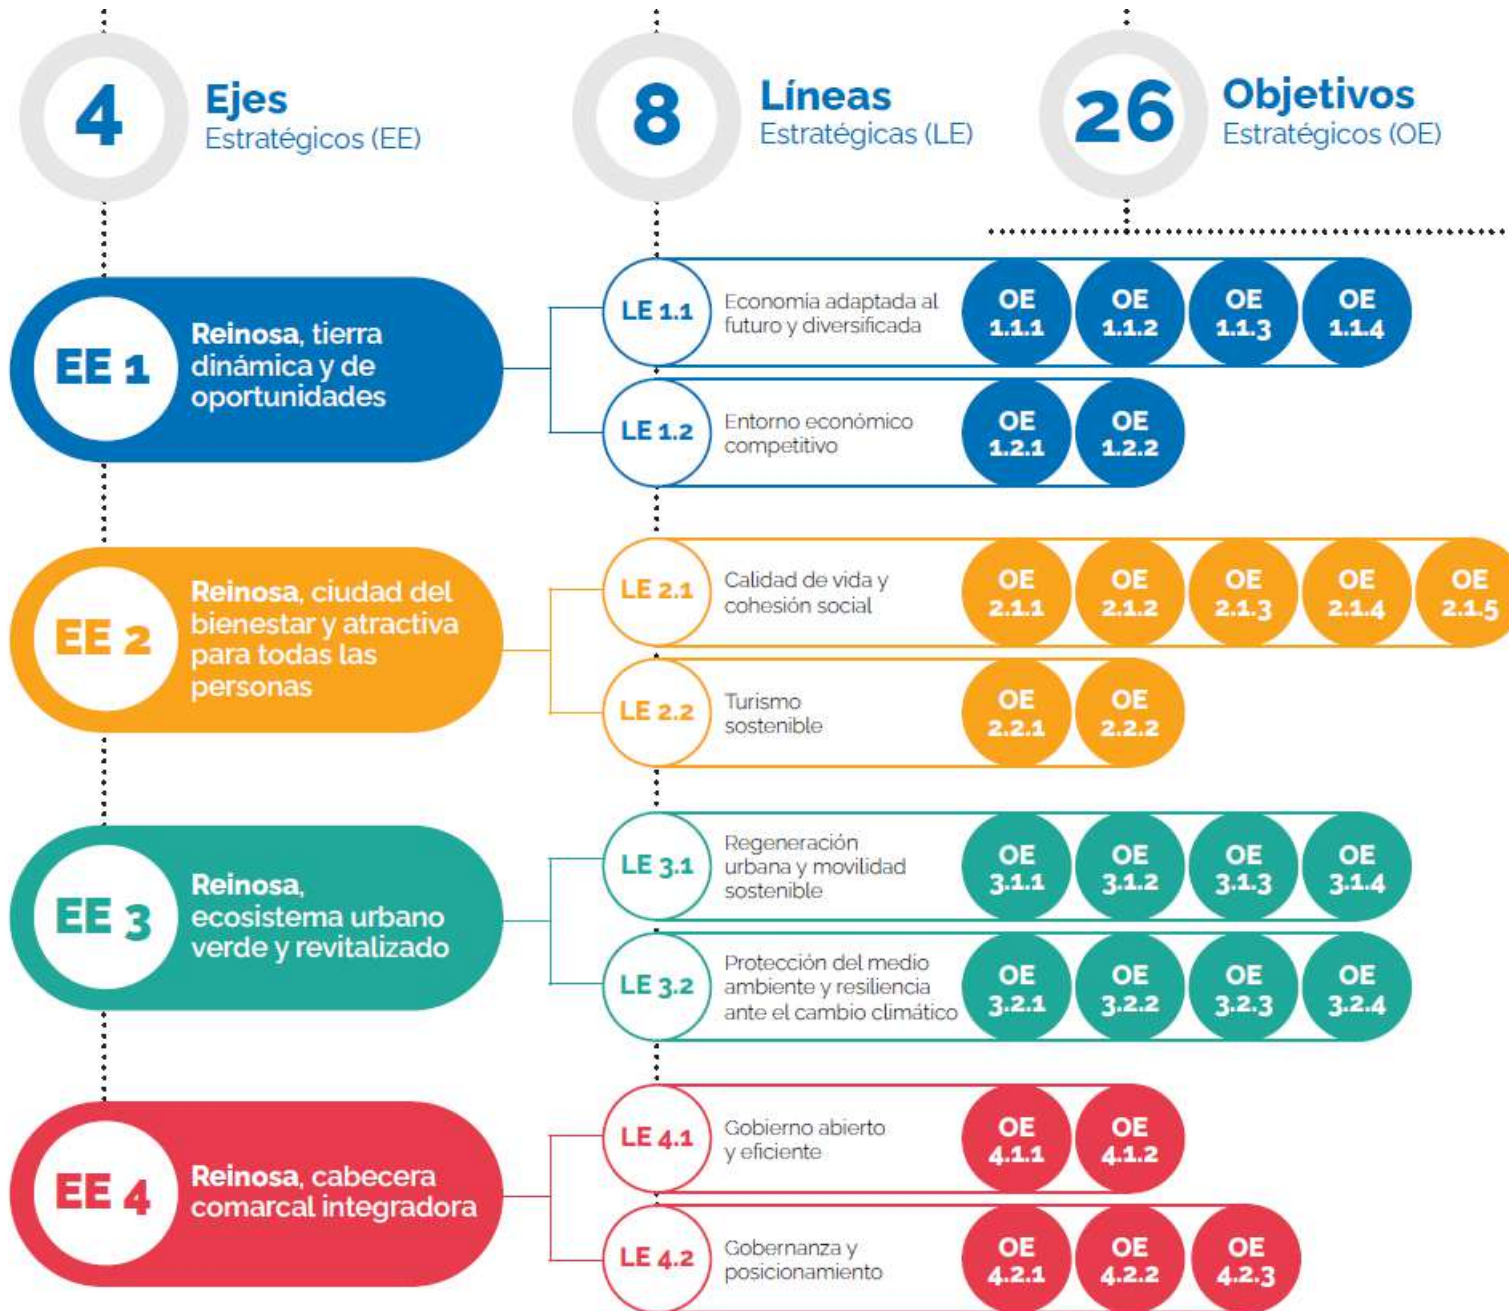 4
Ejes
Estratégicos (EE)
8
Líneas
Estratégicas (LE)
26
Objetivos
Estratégicos (OE)
EE 1
Reinosa, tierra
dinámica y de
oportunidades
LE 1.1
Economía adaptada al
futuro y diversificada
OE
1.1.1
OE
1.1.2
OE
1.1.3
OE
1.1.4
LE 1.2
Entorno económico
competitivo
OE
1.2.1
OE
1.2.2
EE 2
Reinosa, ciudad del
bienestar y atractiva
para todas las
personas
LE 2.1
Calidad de vida y
cohesión social
OE
2.1.1
OE
2.1.2
OE
2.1.3
OE
2.1.4
OE
2.1.5
LE 2.2
Turismo
sostenible
OE
2.2.1
OE
2.2.2
EE 3
Reinosa,
ecosistema urbano
verde y revitalizado
LE 3.1
Regeneración
urbana y movilidad
sostenible
OE
3.1.1
OE
3.1.2
OE
3.1.3
OE
3.1.4
LE 3.2
Protección del medio
ambiente y resiliencia
ante el cambio climático
OE
3.2.1
OE
3.2.2
OE
3.2.3
OE
3.2.4
EE 4
Reinosa, cabecera
comarcal integradora
LE 4.1
Gobierno abierto
y eficiente
OE
4.1.1
OE
4.1.2
LE 4.2
Gobernanza y
posicionamiento
OE
4.2.1
OE
4.2.2
OE
4.2.3